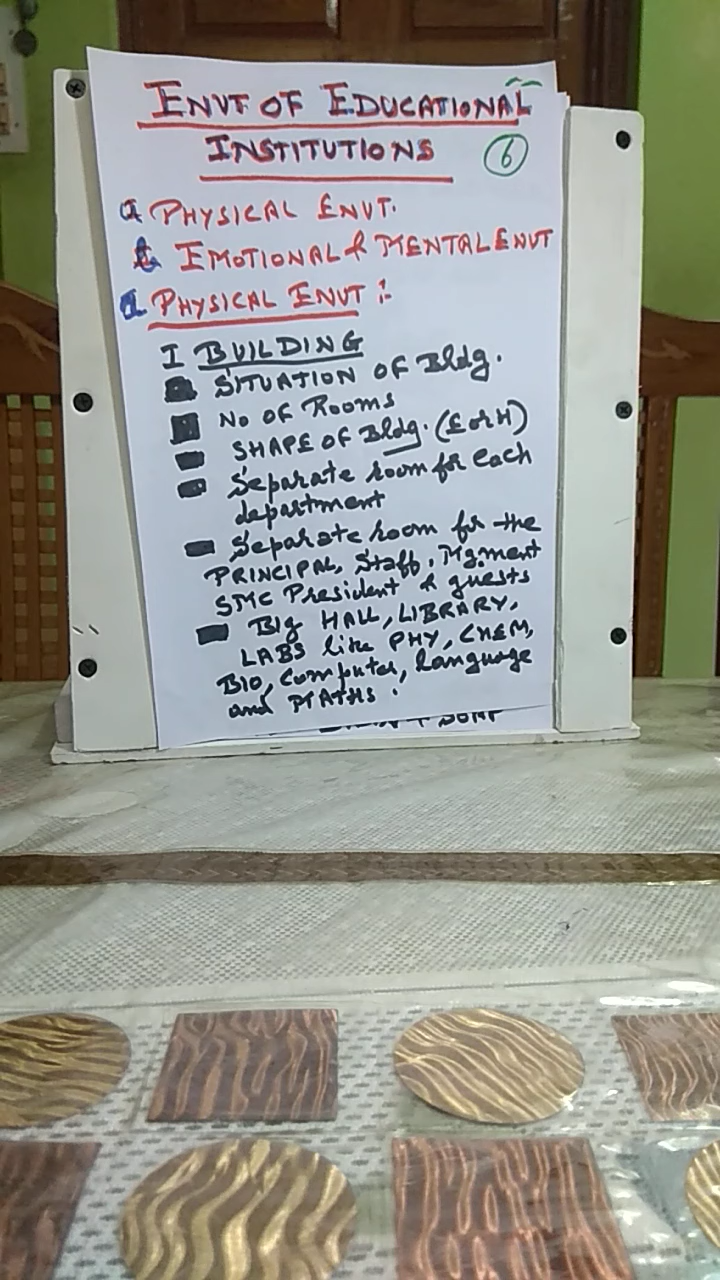 ENVT OF EDUCATIONAL
INSTITUTIONS 6
a PHYSICAL ENVT.
b EMOTIONAL & MENTAL ENVT
a PHYSICAL ENVT :-
I BUILDING
SITUATION OF Bldg.
No OF ROOMS
SHAPE OF Bldg. (E or H)
Separate room for each
department
Separate room for the
PRINCIPAL, Staff, Mg.ment
SMC President & guests
Big HALL, LIBRARY,
LABS like PHY, CHEM,
BIO, Computer, Language
and MATHS.